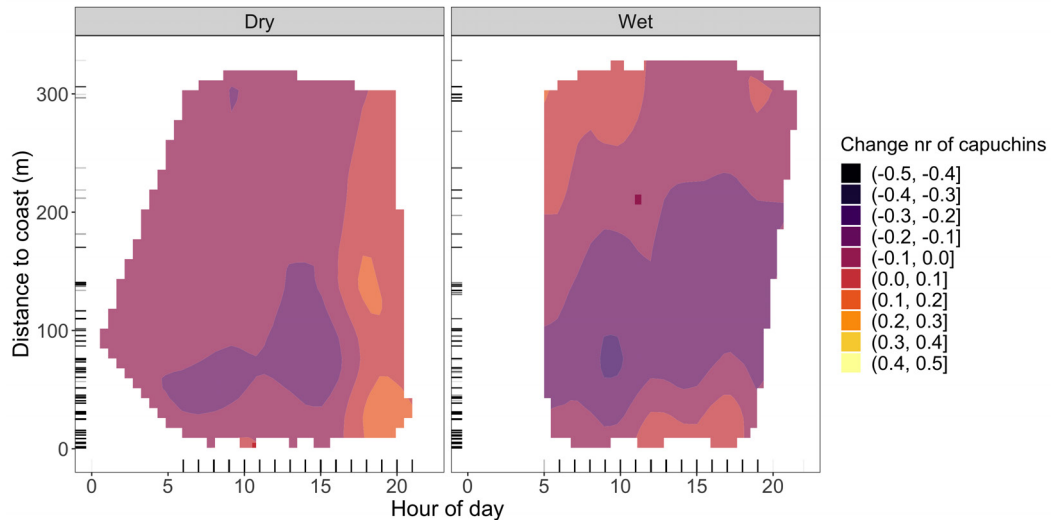 Dry
Wet
Distance to coast (m)
300
200
100
0
0 5 10 15 20
0 5 10 15 20
Hour of day
Change nr of capuchins
(-0.5, -0.4]
(-0.4, -0.3]
(-0.3, -0.2]
(-0.2, -0.1]
(-0.1, 0.0]
(0.0, 0.1]
(0.1, 0.2]
(0.2, 0.3]
(0.3, 0.4]
(0.4, 0.5]